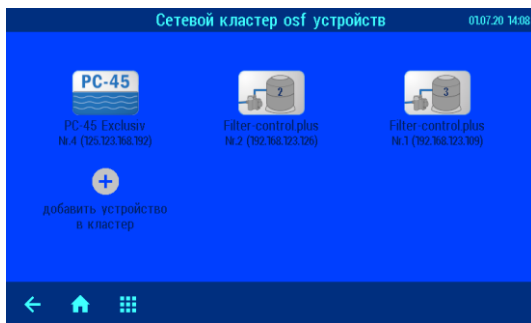 Сетевой кластер osf устройств 01.07.20 14:08
PC-45
2
3
PC-45 Exclusiv
Filter-control.plus
Filter-control.plus
Nr.4 (125.123.168.192)
Nr.2 (192.168.123.126)
Nr.1 (192.168.123.109)
добавить устройство
в кластер